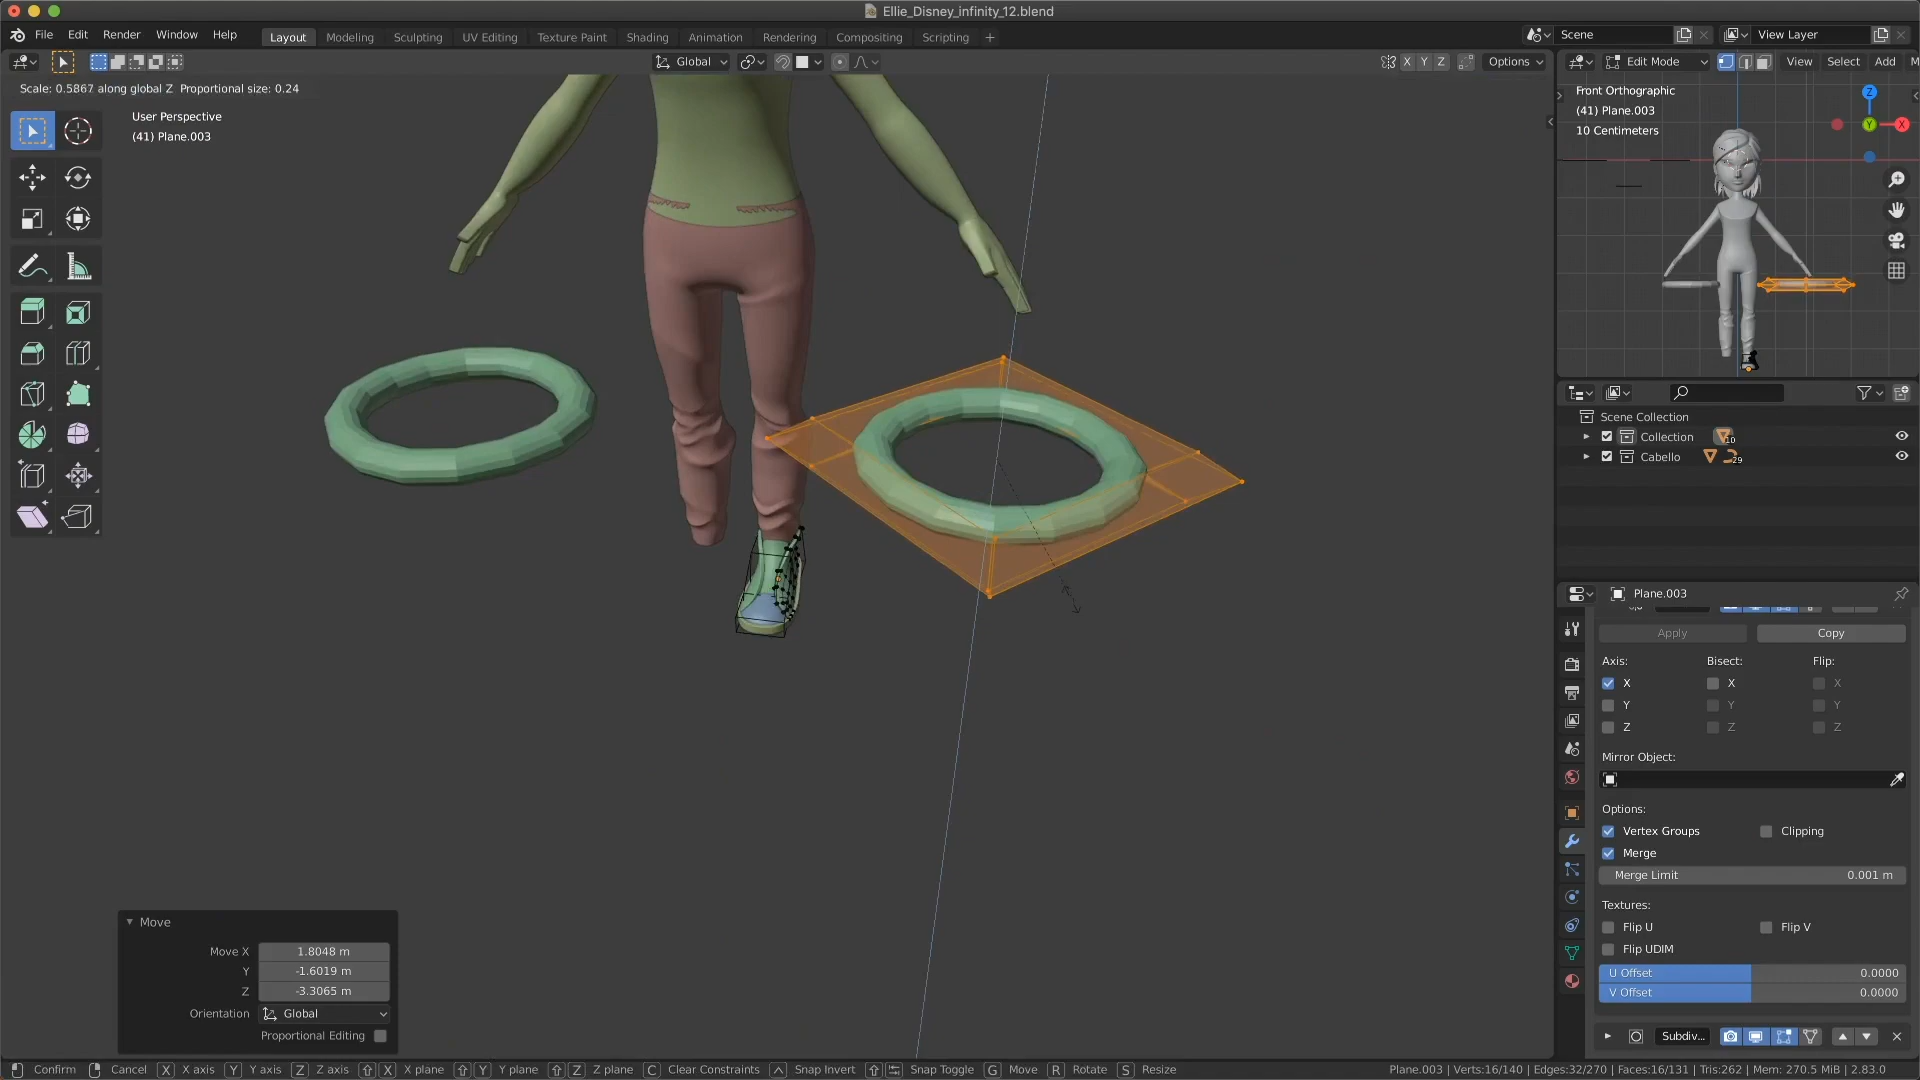 Ellie_Disney_infinity_12.blend
File Edit Render Window Help Layout Modeling Sculpting UV Editing Texture Paint Shading Animation Rendering Compositing Scripting + Scene View Layer
Global X Y Z Options Edit Mode View Select Add M
Scale: 0.5867 along global Z Proportional size: 0.24
User Perspective
(41) Plane.003
Front Orthographic
(41) Plane.003
10 Centimeters
Z
Y
X
Scene Collection
Collection 10
Cabello 29
Plane.003
Apply Copy
Axis: Bisect: Flip:
X X X
Y Y Y
Z Z Z
Mirror Object:
Options:
Vertex Groups Clipping
Merge
Merge Limit 0.001 m
Textures:
Flip U Flip V
Flip UDIM
U Offset 0.0000
V Offset 0.0000
Subdiv...
Move
Move X 1.8048 m
Y -1.6019 m
Z -3.3065 m
Orientation Global
Proportional Editing
Confirm Cancel X X axis Y Y axis Z Z axis X X plane Y Y plane Z Z plane C Clear Constraints Snap Invert Snap Toggle G Move R Rotate S Resize Plane.003 | Verts:16/140 | Edges:32/270 | Faces:16/131 | Tris:262 | Mem: 270.5 MiB | 2.83.0